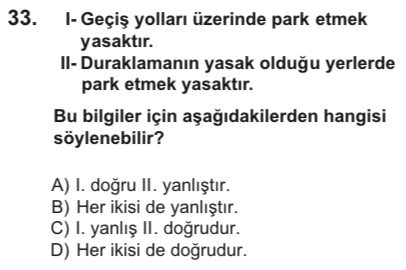 33. I- Geçiş yolları üzerinde park etmek
yasaktır.
II- Duraklamanın yasak olduğu yerlerde
park etmek yasaktır.
Bu bilgiler için aşağıdakilerden hangisi
söylenebilir?
A) I. doğru II. yanlıştır.
B) Her ikisi de yanlıştır.
C) I. yanlış II. doğrudur.
D) Her ikisi de doğrudur.